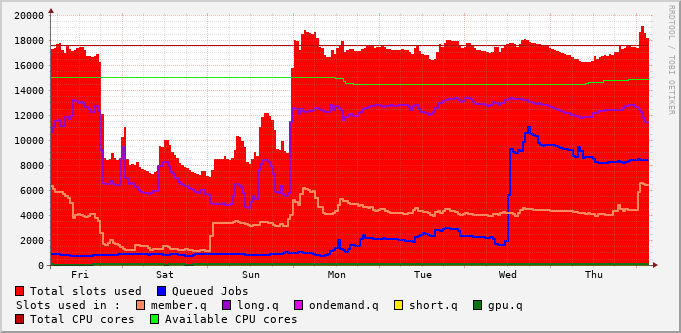 20000
18000
16000
14000
12000
10000
8000
6000
4000
2000
0
Fri Sat Sun Mon Tue Wed Thu
RRDTOOL / TOBI OETIKER
Total slots used Queued Jobs
Slots used in : member.q long.q ondemand.q short.q gpu.q
Total CPU cores Available CPU cores